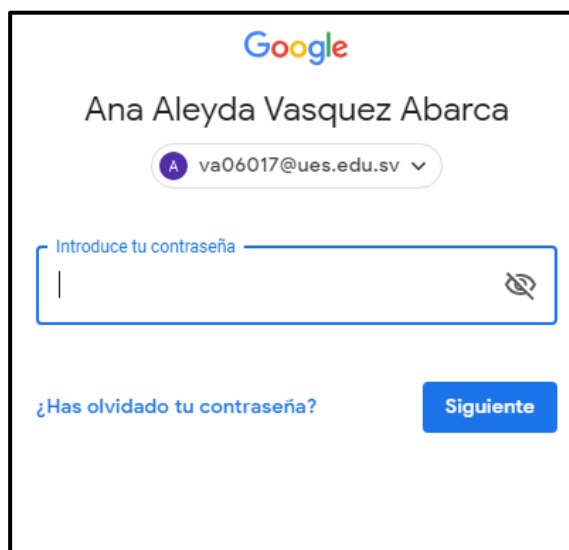 Google
Ana Aleyda Vasquez Abarca
A va06017@ues.edu.sv
Introduce tu contraseña
¿Has olvidado tu contraseña? Siguiente